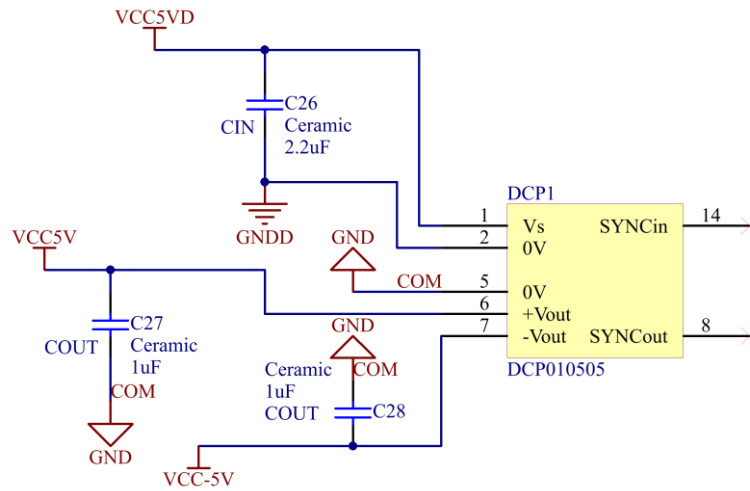 VCC5VD
C26
CIN
Ceramic
2.2uF
GNDD
DCP1
1
Vs
SYNCin
14
2
0V
VCC5V
GND
COM
5
0V
6
+Vout
7
-Vout
SYNCout
8
DCP010505
C27
COUT
Ceramic
1uF
COM
GND
GND
Ceramic
COM
1uF
COUT
C28
VCC-5V